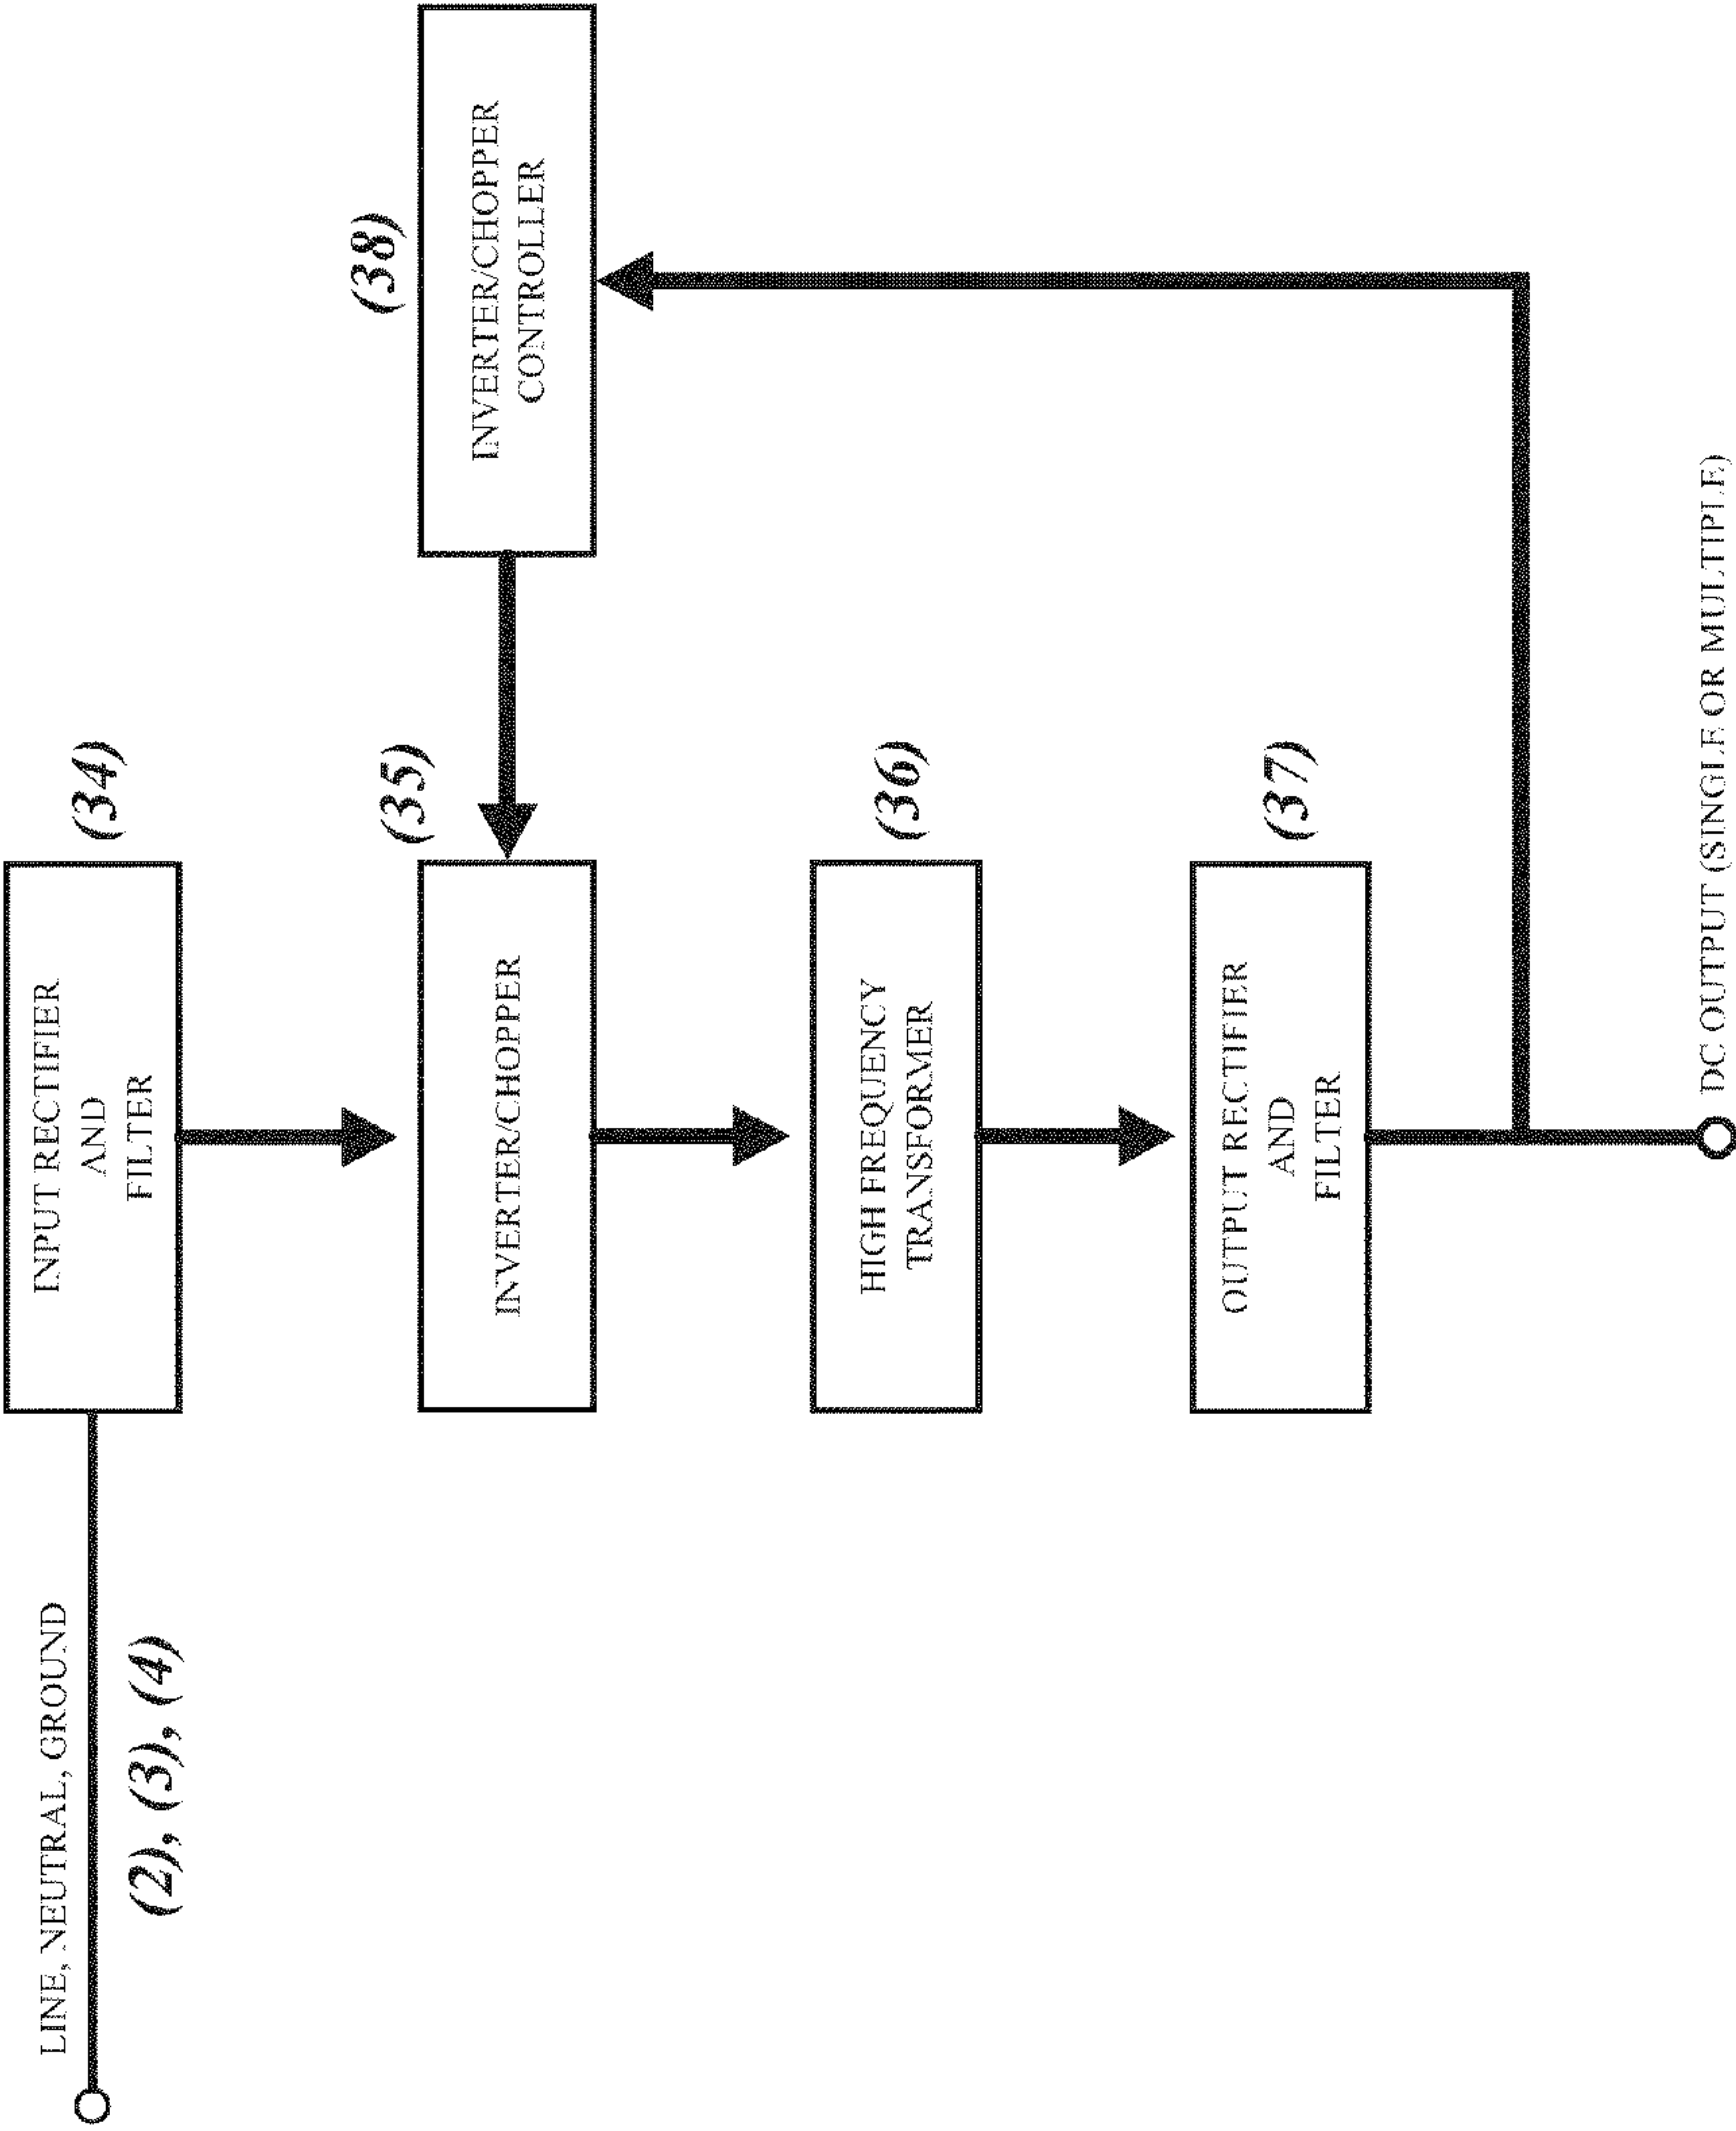 LINE, NEUTRAL, GROUND
(2), (3), (4)
INPUT RECTIFIER
AND
FILTER
(34)
INVERTER/CHOPPER
(35)
INVERTER/CHOPPER
CONTROLLER
(38)
HIGH FREQUENCY
TRANSFORMER
(36)
OUTPUT RECTIFIER
AND
FILTER
(37)
DC OUTPUT (SINGLE OR MULTIPLE)